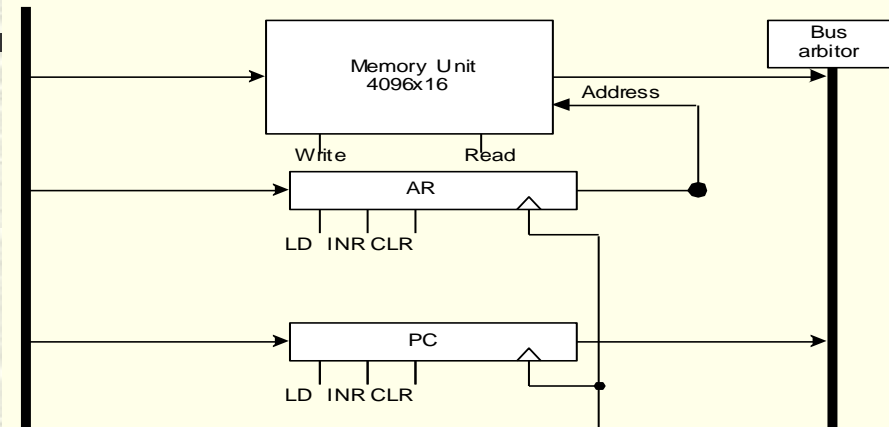 Bus
arbitor
Memory Unit
4096x16
Address
Write Read
AR
LD INR CLR
PC
LD INR CLR